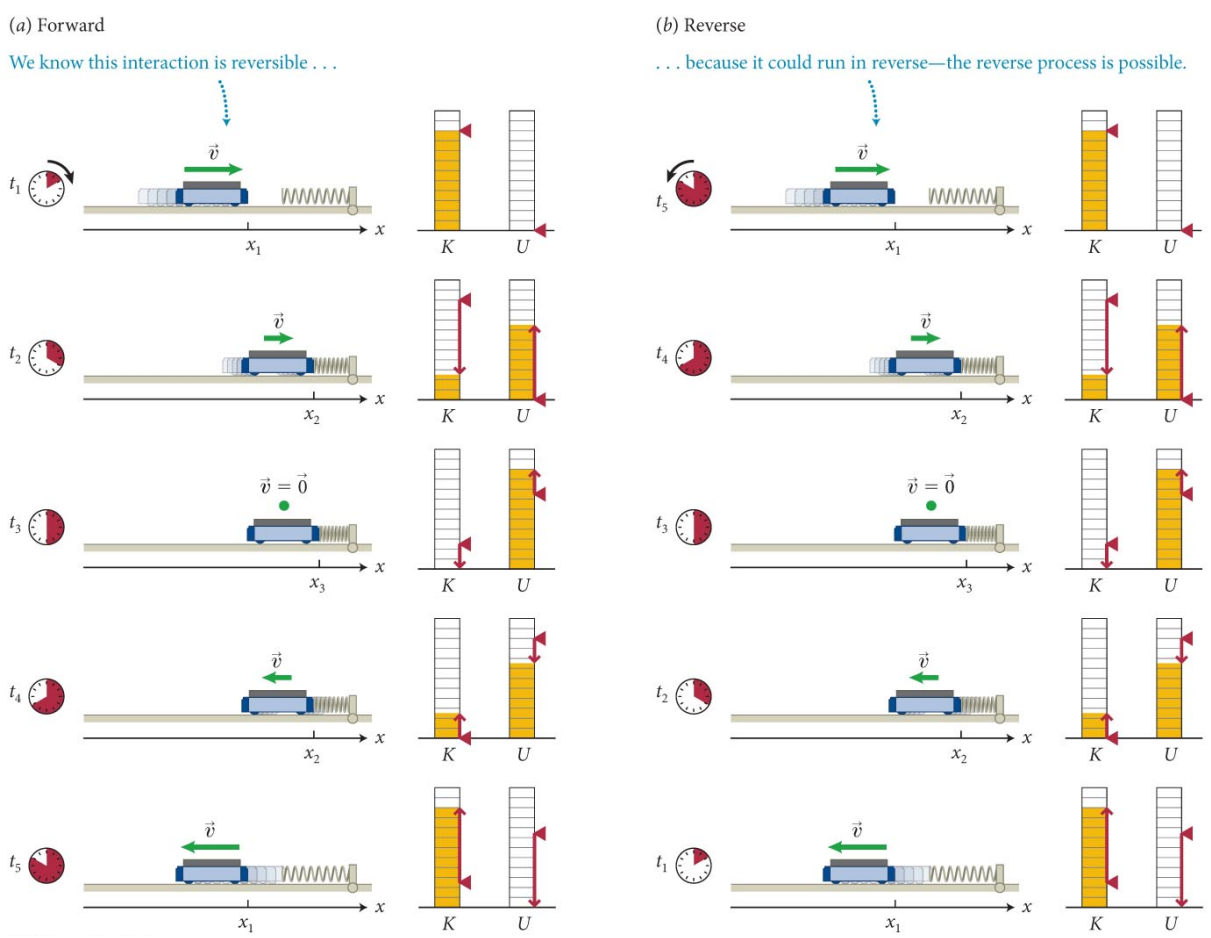 (a) Forward
We know this interaction is reversible . . .
t₁
v⃗
x₁
x
K
U
t₂
v⃗
x₂
x
K
U
t₃
v⃗ = 0⃗
x₃
x
K
U
t₄
v⃗
x₂
x
K
U
t₅
v⃗
x₁
x
K
U
(b) Reverse
. . . because it could run in reverse—the reverse process is possible.
t₅
v⃗
x₁
x
K
U
t₄
v⃗
x₂
x
K
U
t₃
v⃗ = 0⃗
x₃
x
K
U
t₂
v⃗
x₂
x
K
U
t₁
v⃗
x₁
x
K
U